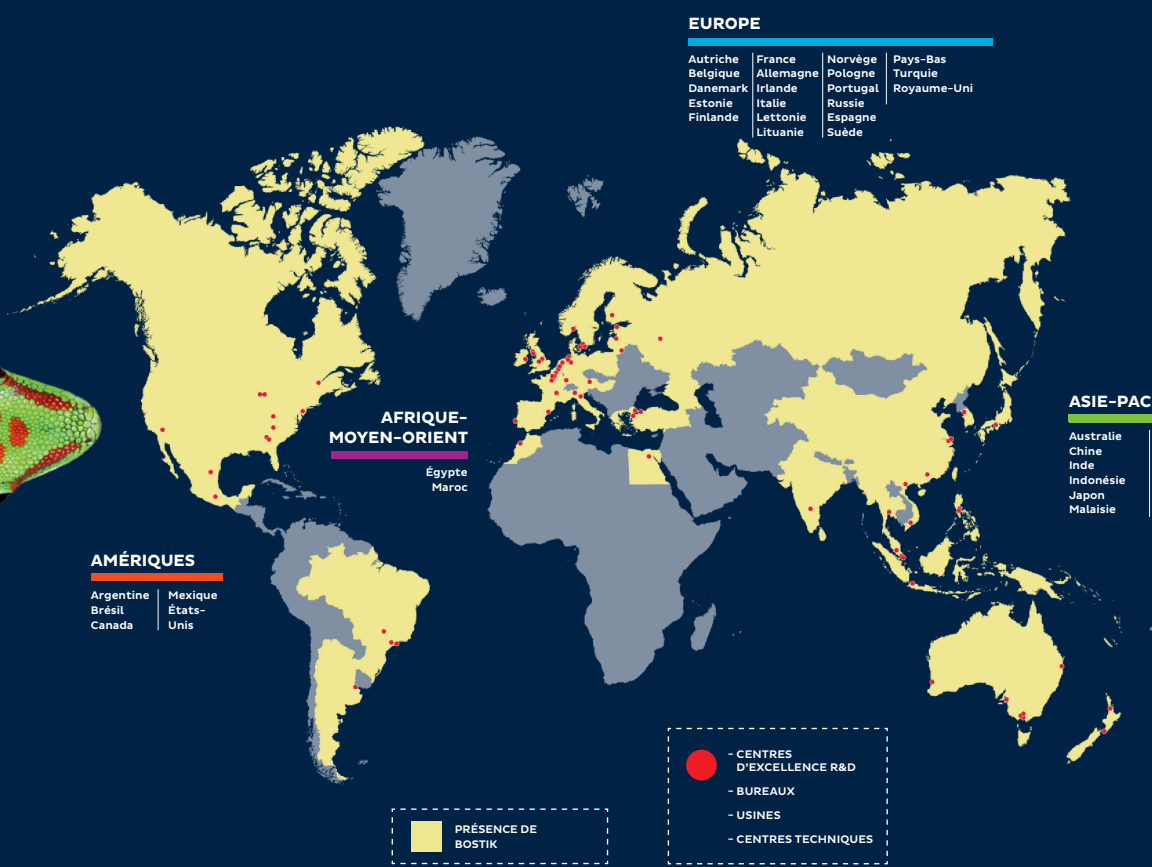 EUROPE
Autriche
Belgique
Danemark
Estonie
Finlande
France
Allemagne
Irlande
Italie
Lettonie
Lituanie
Norvège
Pologne
Portugal
Russie
Espagne
Suède
Pays-Bas
Turquie
Royaume-Uni
AFRIQUE-
MOYEN-ORIENT
Égypte
Maroc
ASIE-PAC
Australie
Chine
Inde
Indonésie
Japon
Malaisie
AMÉRIQUES
Argentine
Brésil
Canada
Mexique
États-
Unis
- CENTRES
D'EXCELLENCE R&D
- BUREAUX
- USINES
- CENTRES TECHNIQUES
PRÉSENCE DE
BOSTIK